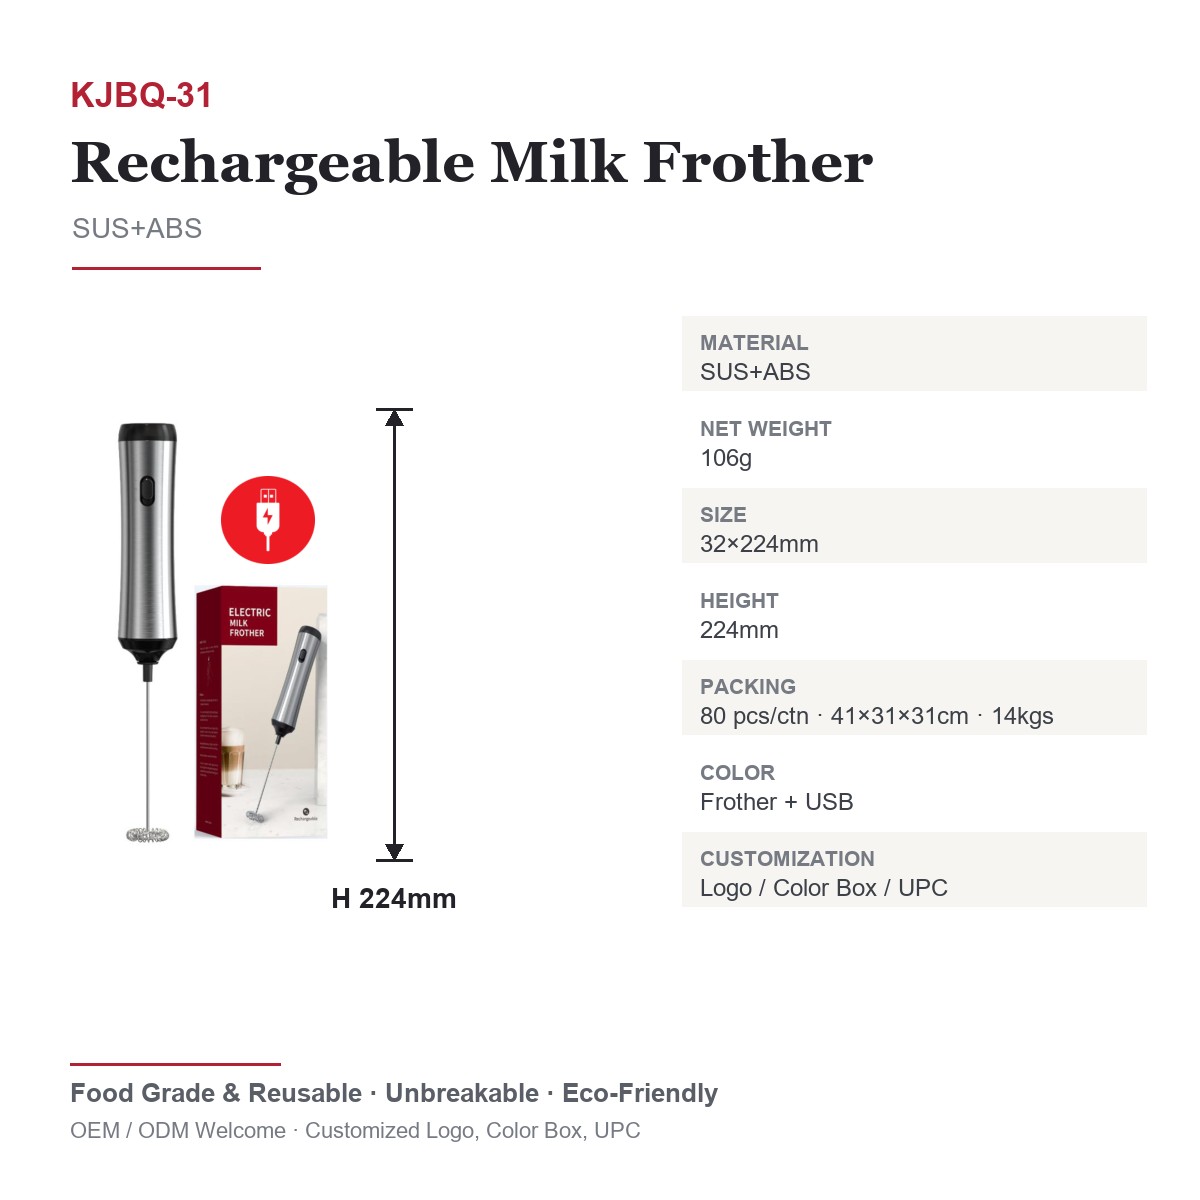 KJBQ-31
Rechargeable Milk Frother
SUS+ABS
MATERIAL
SUS+ABS
NET WEIGHT
106g
SIZE
32×224mm
HEIGHT
224mm
PACKING
80 pcs/ctn · 41×31×31cm · 14kgs
COLOR
Frother + USB
CUSTOMIZATION
Logo / Color Box / UPC
ELECTRIC
MILK
FROTHER
Rechargeable
H 224mm
Food Grade & Reusable · Unbreakable · Eco-Friendly
OEM / ODM Welcome · Customized Logo, Color Box, UPC